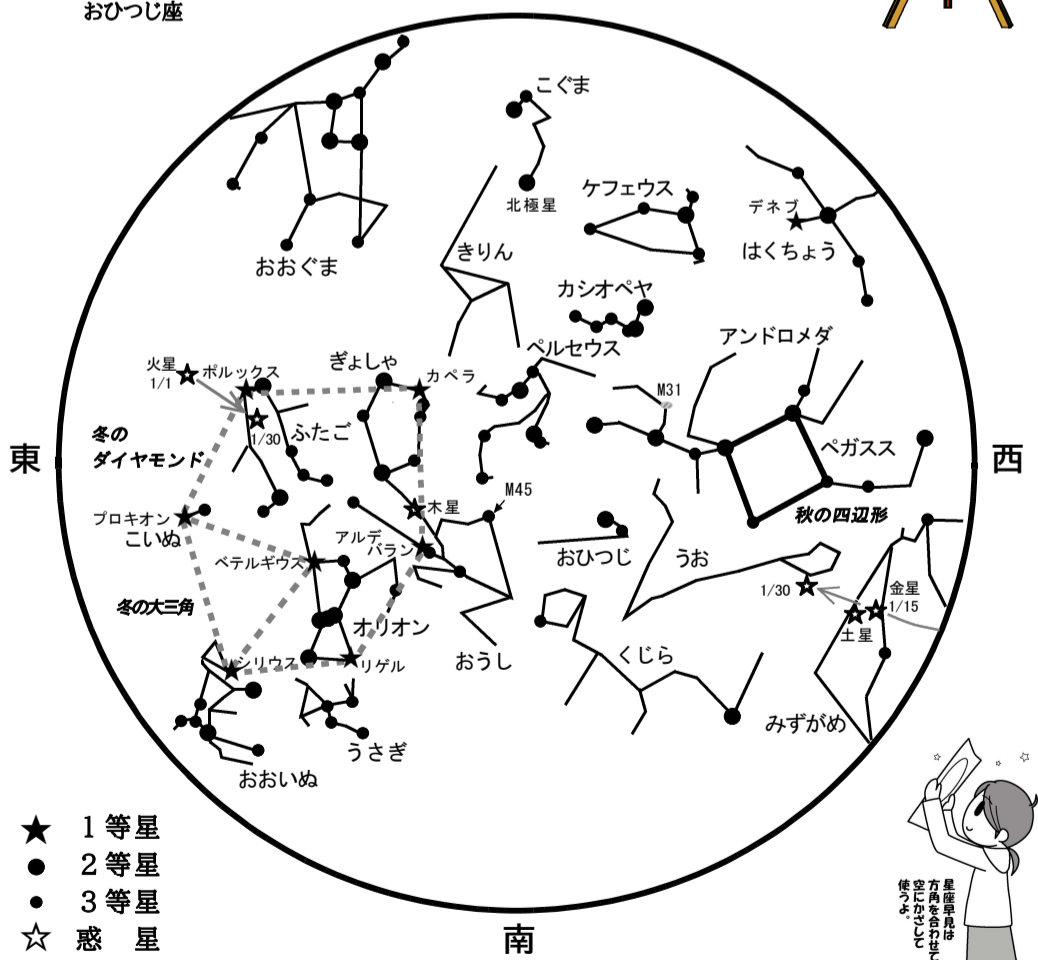 おひつじ座
こぐま
北極星
ケフェウス
デネブ
はくちょう
おおぐま
きりん
カシオペヤ
アンドロメダ
ペルセウス
火星
1/1
ポルックス
ぎょしゃ
カペラ
M31
1/30
ふたご
冬の
ダイヤモンド
東
西
ペガスス
秋の四辺形
M45
木星
プロキオン
こいぬ
アルデ
バラン
ベテルギウス
おひつじ
うお
1/30
金星
1/15
土星
冬の大三角
オリオン
シリウス
リゲル
おうし
くじら
みずがめ
うさぎ
おおいぬ
★ 1等星
● 2等星
● 3等星
☆ 惑 星
南
星座早見は
方角を合わせて
空にかざして
使うよ。